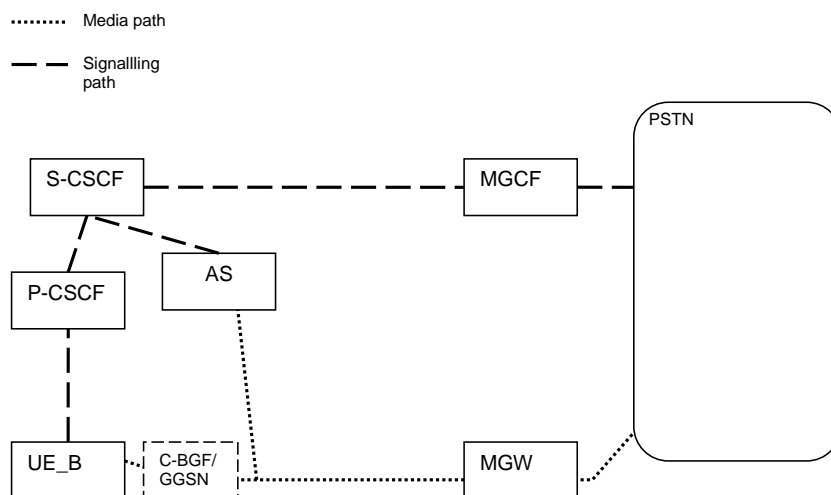 Media path
Signallling
path
PSTN
S-CSCF
MGCF
AS
P-CSCF
UE_B
C-BGF/
GGSN
MGW